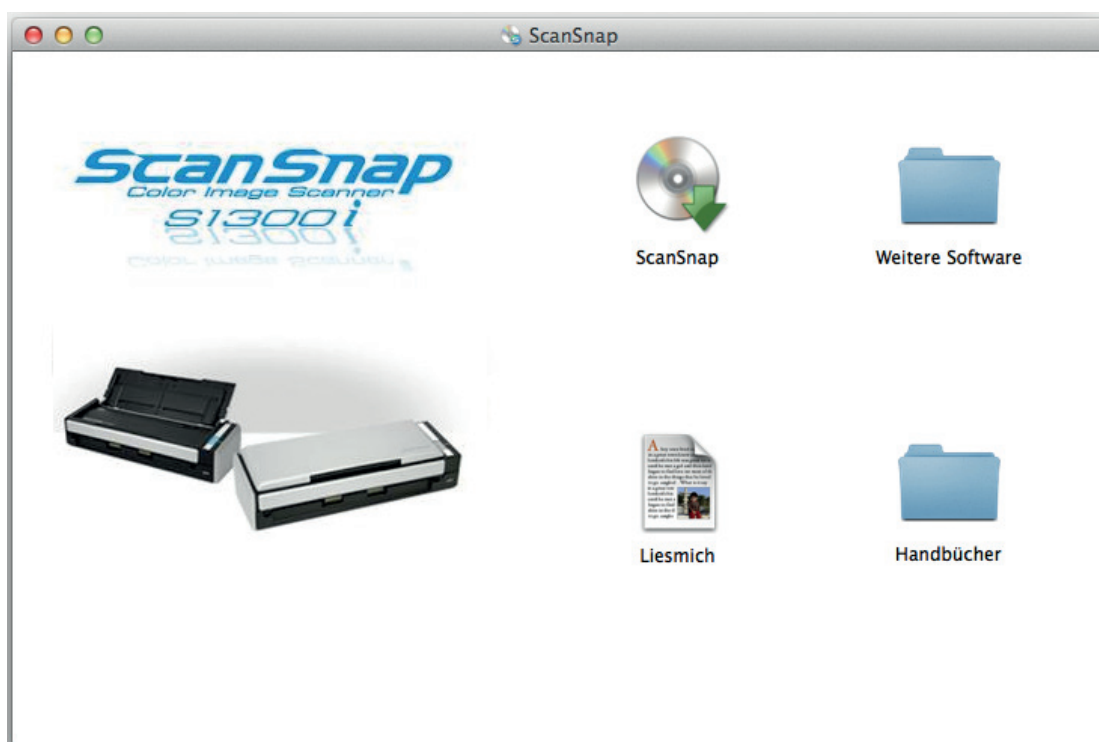 ScanSnap
ScanSnap
Color Image Scanner
S1300i
ScanSnap
Weitere Software
Liesmich
Handbücher